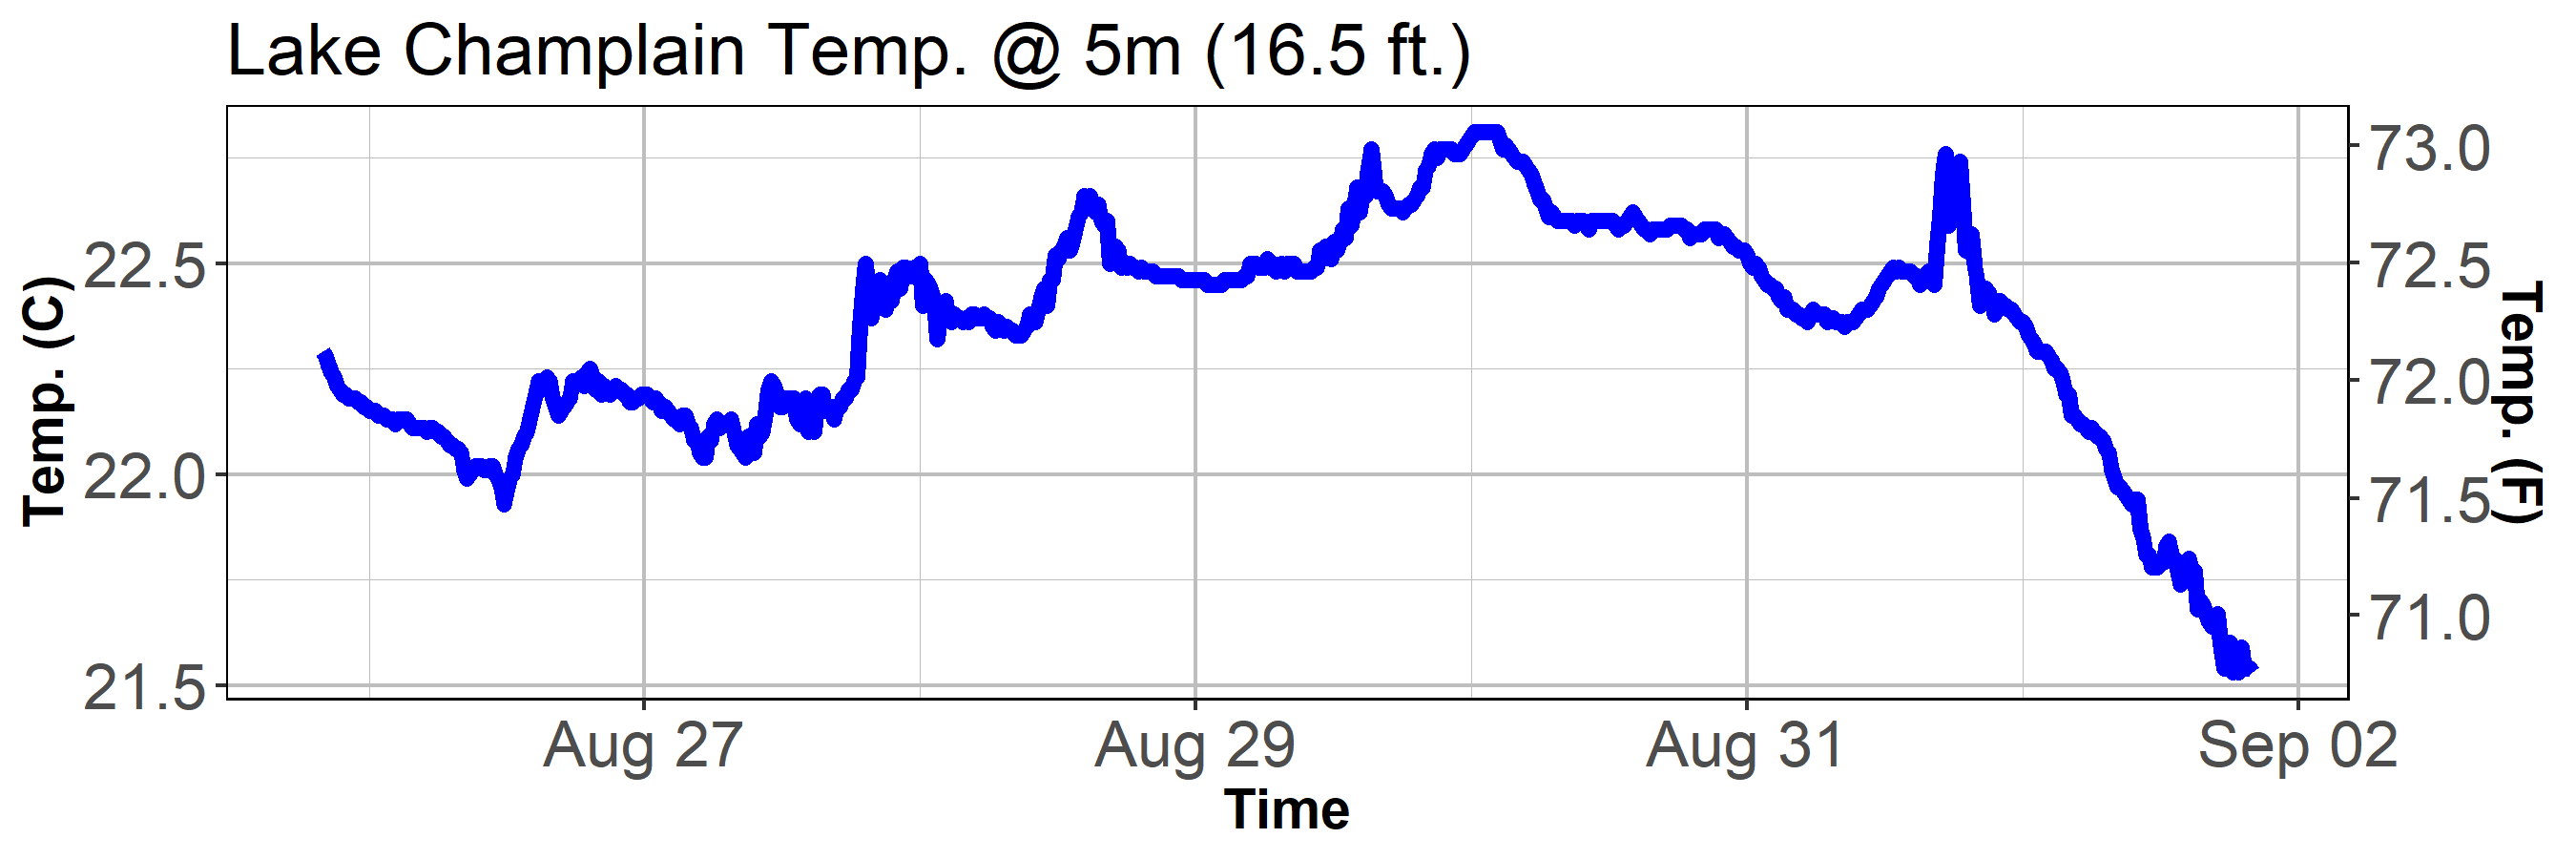 Lake Champlain Temp. @ 5m (16.5 ft.)
Temp. (C)
22.5
22.0
21.5
73.0
72.5
72.0
71.5
71.0
Temp. (F)
Aug 27
Aug 29
Aug 31
Sep 02
Time